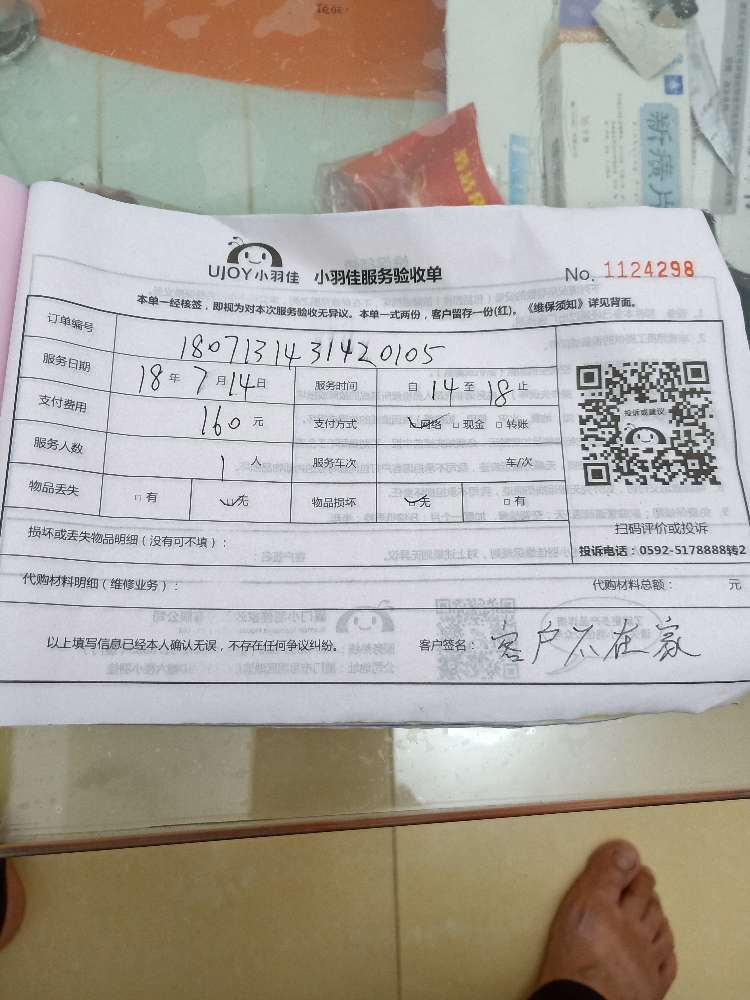 新癀片
UJOY小羽佳 小羽佳服务验收单 No. 1124298
本单一经核签，即视为对本次服务验收无异议。本单一式两份，客户留存一份(红)。《维保须知》详见背面。
订单编号 1807131431420105
服务日期 18年7月14日 服务时间 自14至18止
支付费用 160元 支付方式 ☑网络 □现金 □转账
服务人数 1人 服务车次 车/次
物品丢失 □有 ☑无 物品损坏 ☑无 □有
投诉或建议
扫码评价或投诉
投诉电话：0592-5178888转2
损坏或丢失物品明细（没有可不填）：
代购材料明细（维修业务）： 代购材料总额： 元
以上填写信息已经本人确认无误，不存在任何争议纠纷。 客户签名：客户不在家